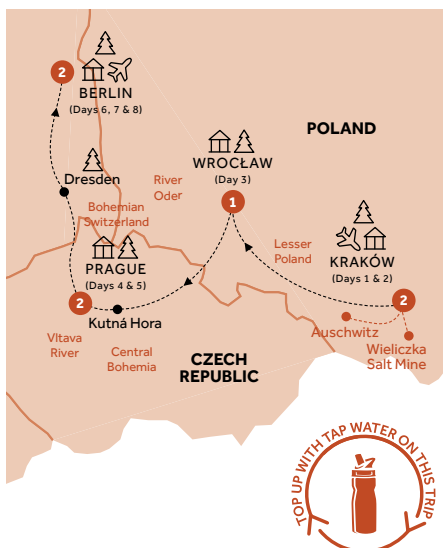 2
BERLIN
(Days 6, 7 & 8)
POLAND
WROCŁAW
(Day 3)
1
Dresden
River
Oder
Bohemian
Switzerland
KRAKÓW
(Days 1 & 2)
2
Lesser
Poland
PRAGUE
(Days 4 & 5)
2
Kutná Hora
Auschwitz
Wieliczka
Salt Mine
Vltava
River
Central
Bohemia
CZECH
REPUBLIC
TOP UP WITH TAP WATER ON THIS TRIP